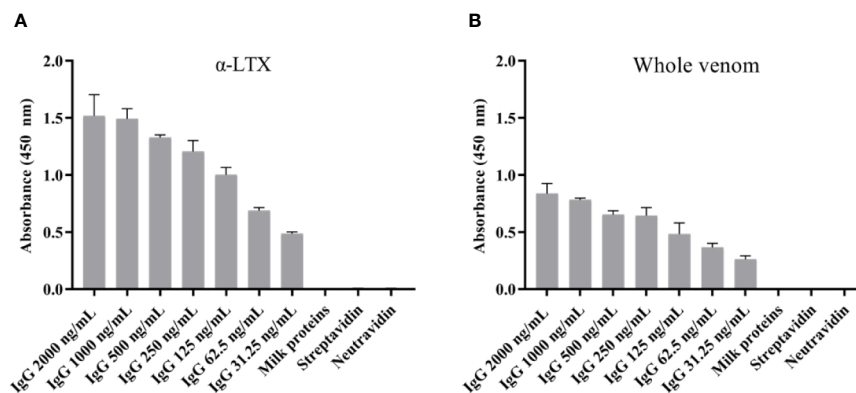 A
α-LTX
Absorbance (450 nm)
2.0
1.5
1.0
0.5
0.0
IgG 2000 ng/mL
IgG 1000 ng/mL
IgG 500 ng/mL
IgG 250 ng/mL
IgG 125 ng/mL
IgG 62.5 ng/mL
IgG 31.25 ng/mL
Milk proteins
Streptavidin
Neutravidin
B
Whole venom
Absorbance (450 nm)
2.0
1.5
1.0
0.5
0.0
IgG 2000 ng/mL
IgG 1000 ng/mL
IgG 500 ng/mL
IgG 250 ng/mL
IgG 125 ng/mL
IgG 62.5 ng/mL
IgG 31.25 ng/mL
Milk proteins
Streptavidin
Neutravidin